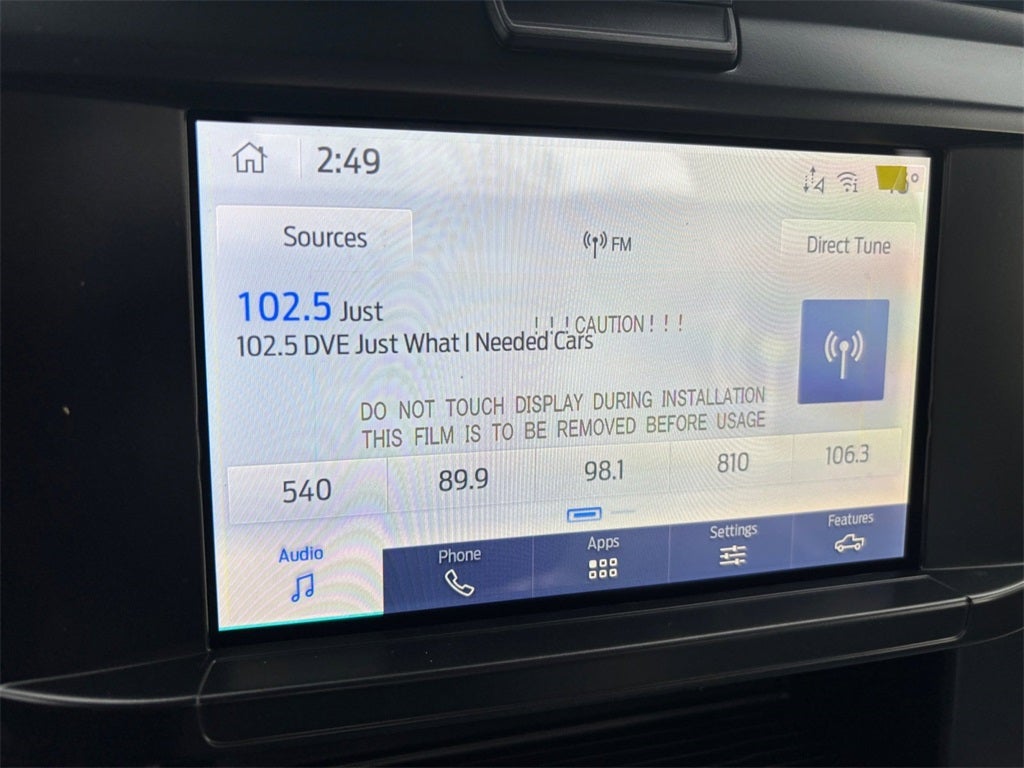 2:49
Sources
FM
Direct Tune
102.5 Just
! ! ! CAUTION ! ! !
102.5 DVE Just What I Needed Cars
DO NOT TOUCH DISPLAY DURING INSTALLATION
THIS FILM IS TO BE REMOVED BEFORE USAGE
540 89.9 98.1 810 106.3
Audio Phone Apps Settings Features